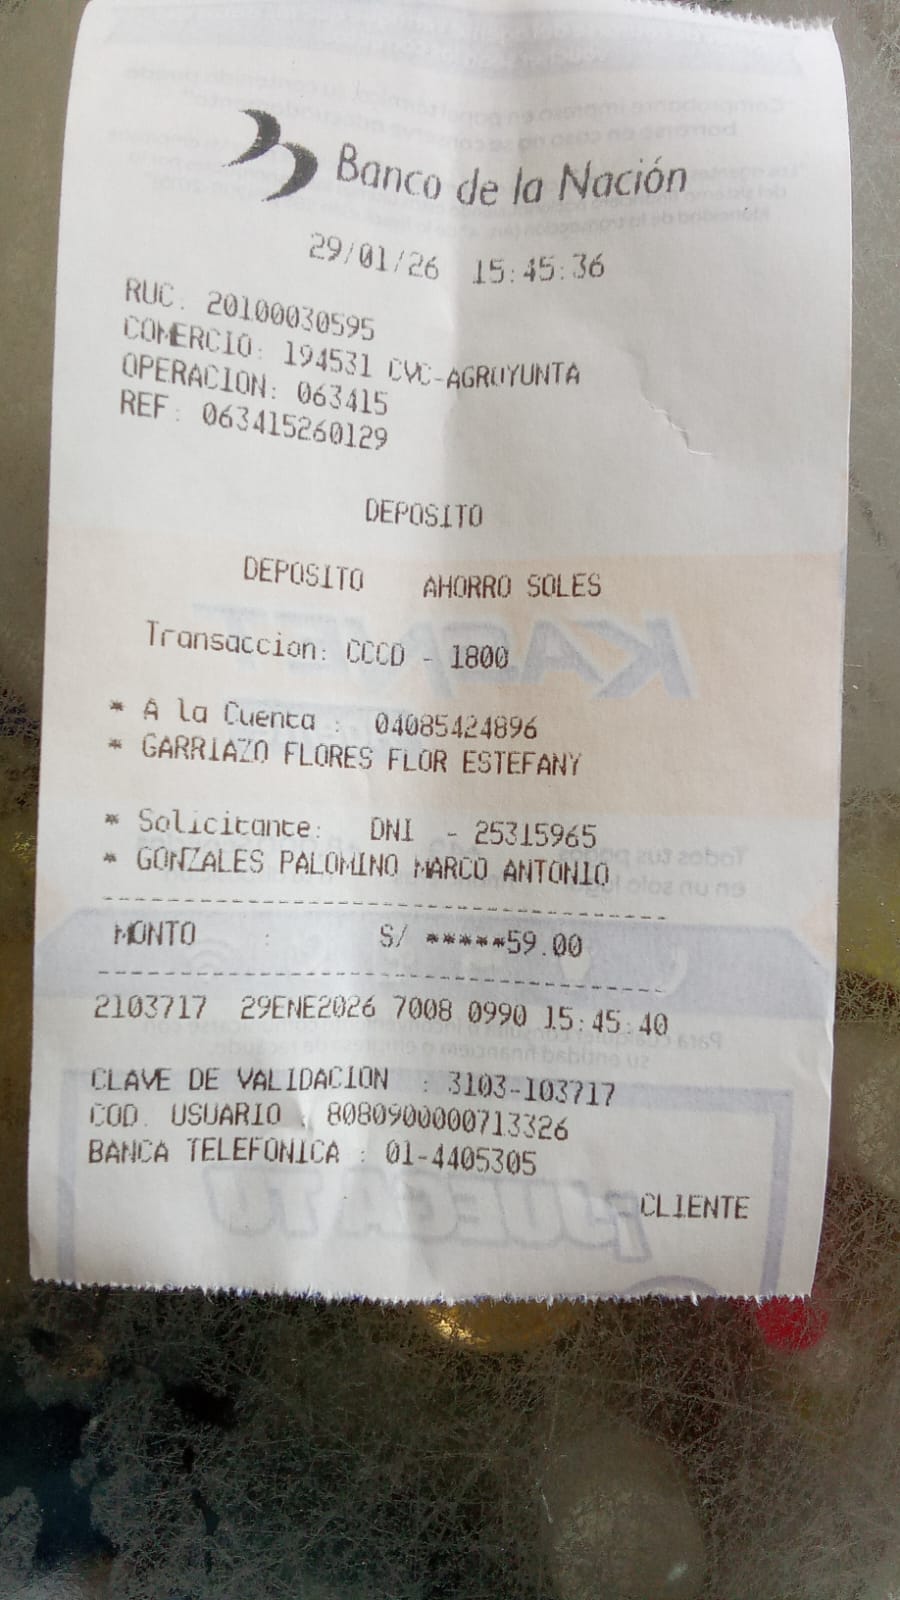 Banco de la Nación
29/01/26 15:45:36
RUC: 20100030595
COMERCIO: 194531 CVC-AGROYUNTA
OPERACION: 063415
REF: 063415260129
DEPOSITO
DEPOSITO AHORRO SOLES
Transaccion: CCCD - 1800
* A la Cuenta : 04085424896
* GARRIAZO FLORES FLOR ESTEFANY
* Solicitante: DNI - 25315965
* GONZALES PALOMINO MARCO ANTONIO
MONTO : S/ *****59.00
2103717 29ENE2026 7008 0990 15:45:40
CLAVE DE VALIDACION : 3103-103717
COD. USUARIO : 8080900000713326
BANCA TELEFONICA : 01-4405305
CLIENTE